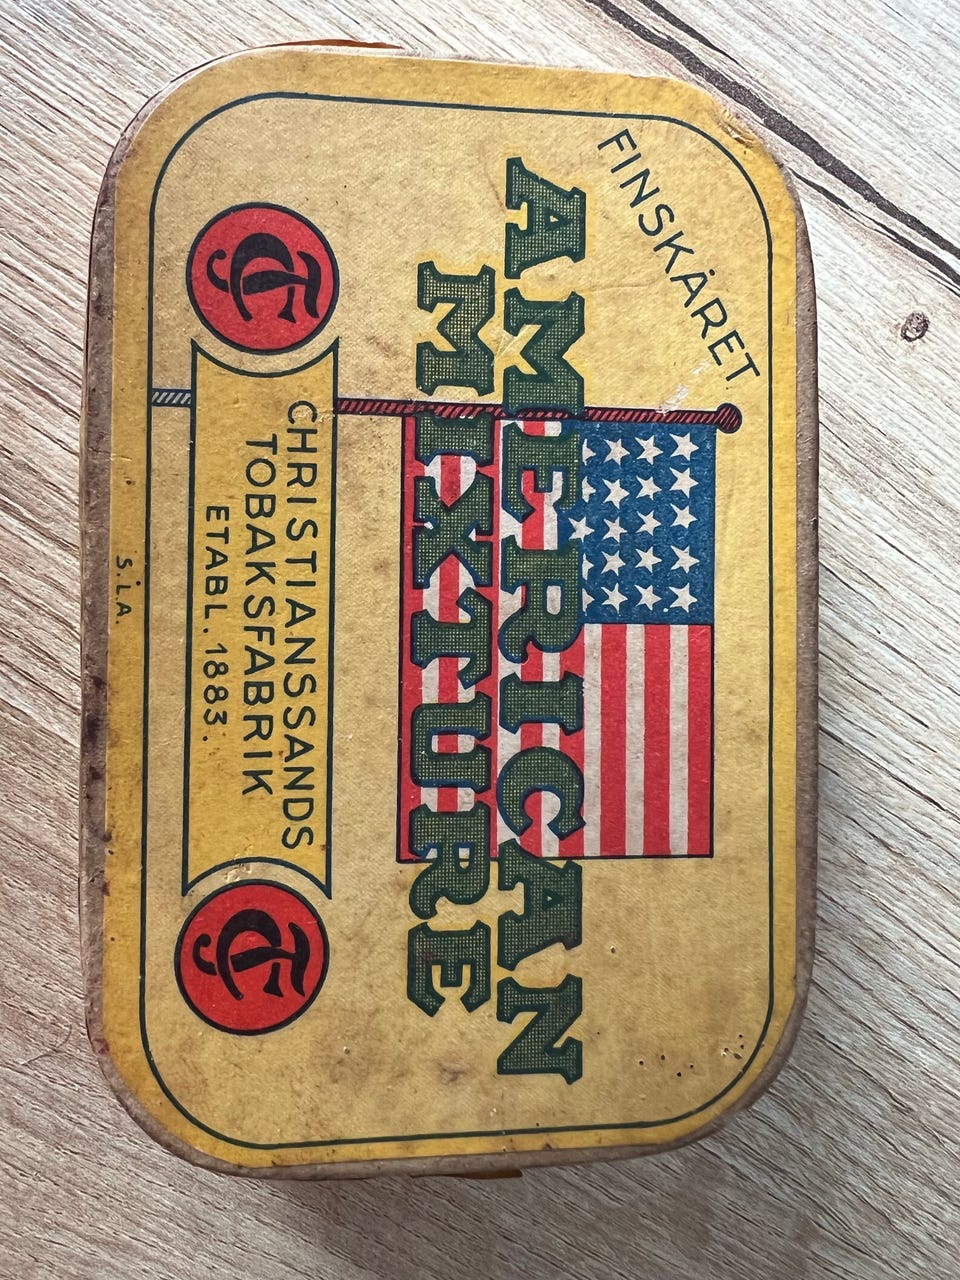 FINSKÅRET
AMERICAN
MIXTURE
CHRISTIANSSANDS
TOBAKSFABRIK
ETABL. 1883.
S.I.L.A.